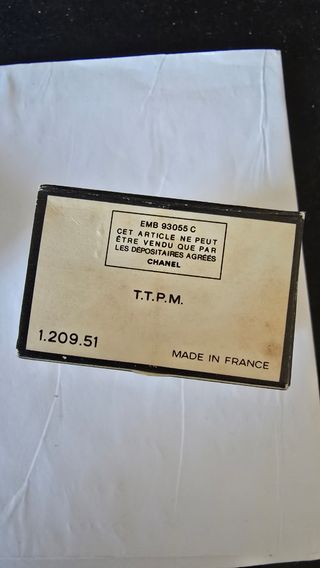 EMB 93055 C
CET ARTICLE NE PEUT
ÊTRE VENDU QUE PAR
LES DÉPOSITAIRES AGRÉÉS
CHANEL
T.T.P.M.
1.209.51
MADE IN FRANCE